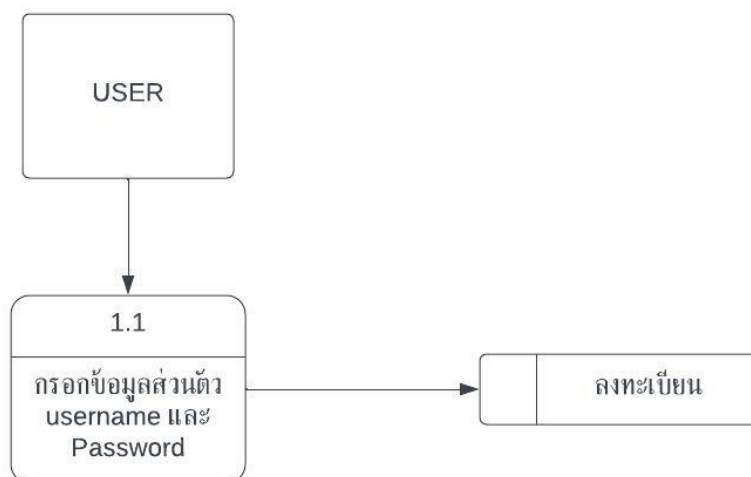 USER
1.1
กรอกข้อมูลส่วนตัว
username และ
Password
ลงทะเบียน